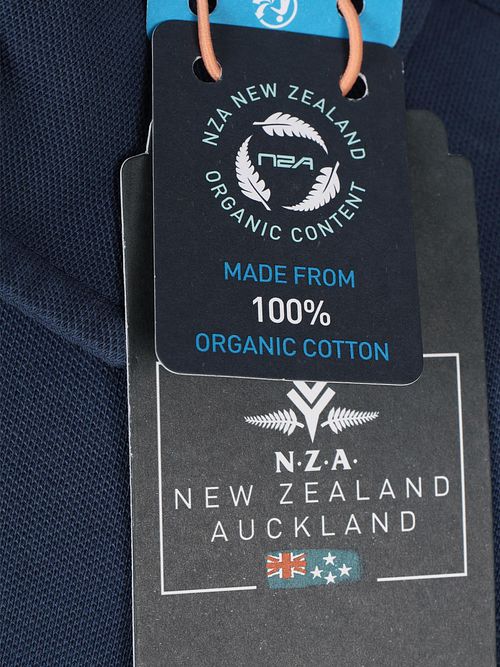 NZA NEW ZEALAND
NZA
ORGANIC CONTENT
MADE FROM
100%
ORGANIC COTTON
N.Z.A.
NEW ZEALAND
AUCKLAND